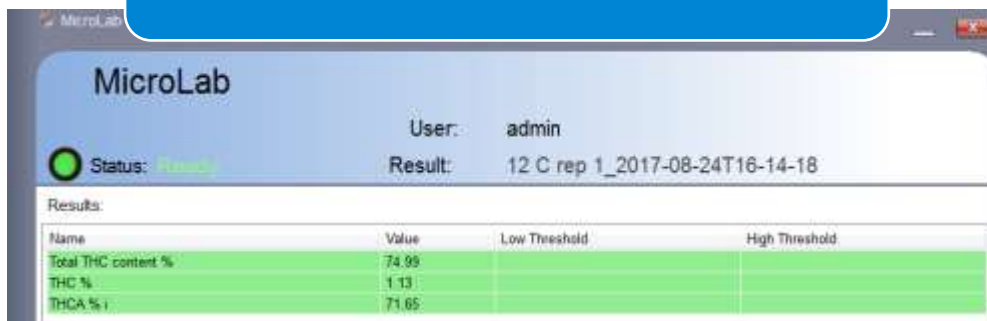 MicroLab
MicroLab
User: admin
Status: Ready Result: 12 C rep 1_2017-08-24T16-14-18
Results:
Name Value Low Threshold High Threshold
Total THC content % 74.99
THC % 1.13
THCA % 71.65